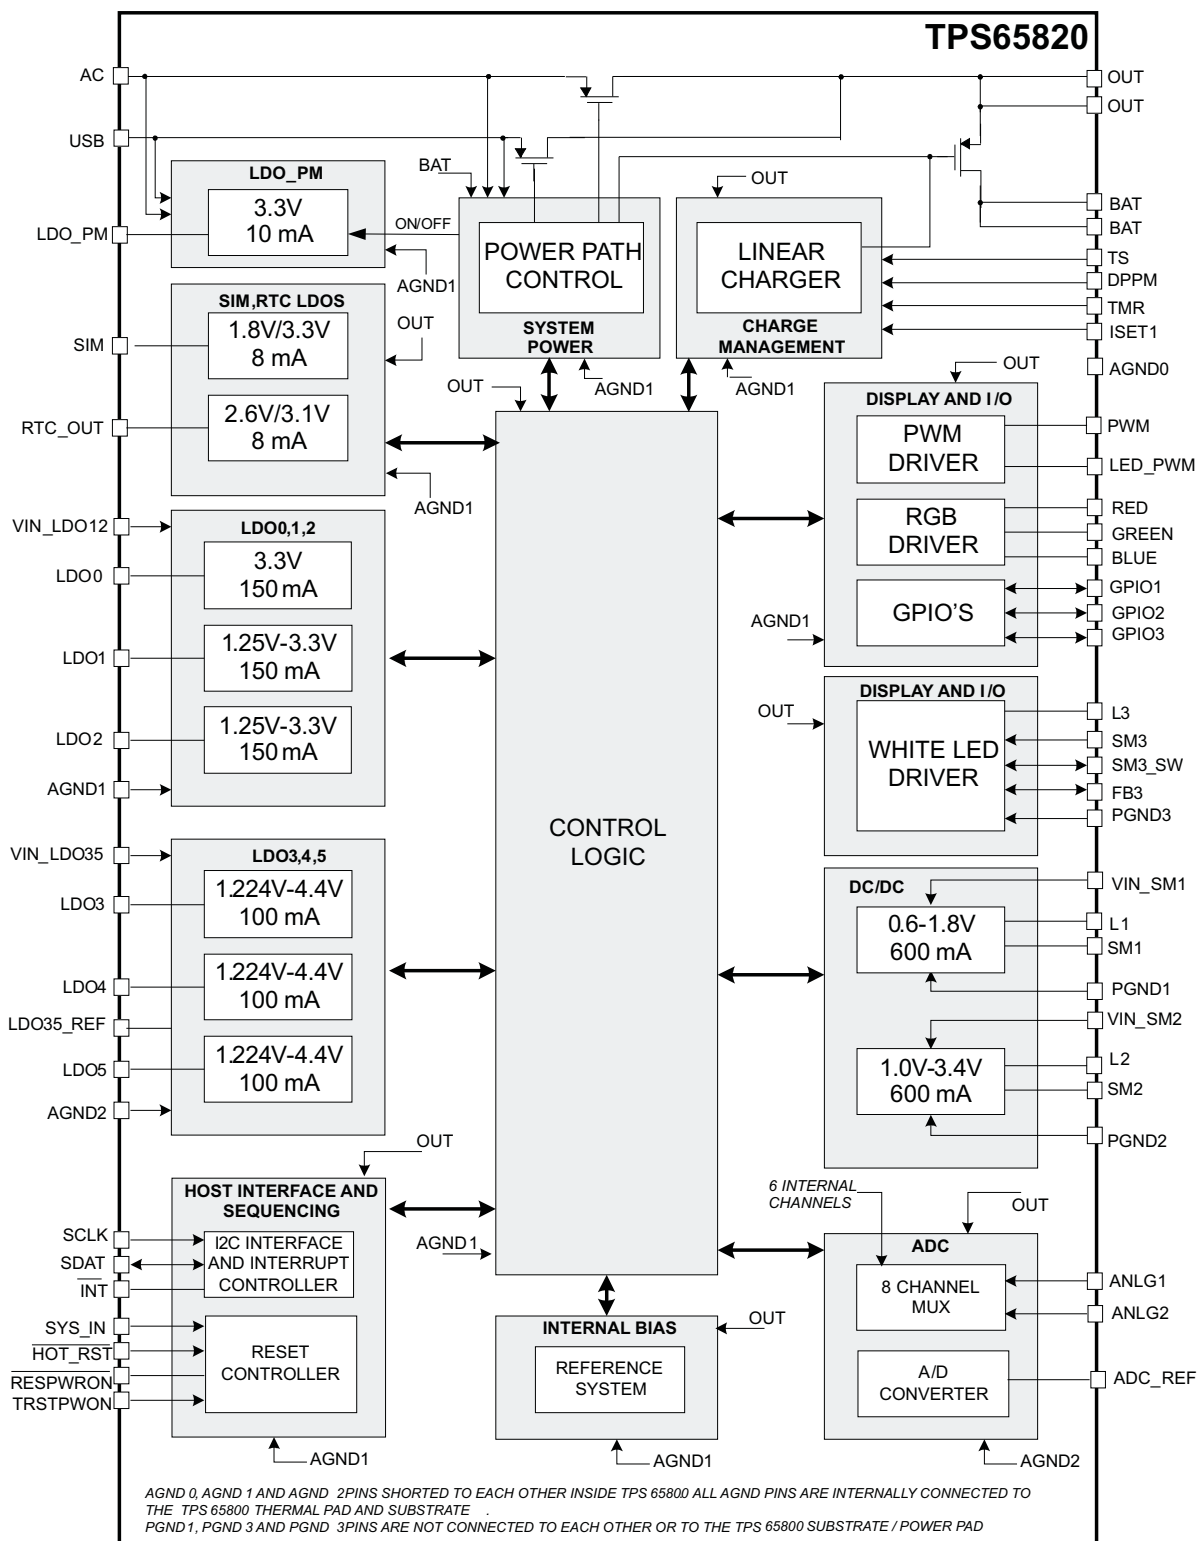 TPS65820
AC
USB
LDO_PM
SIM
RTC_OUT
VIN_LDO12
LDO0
LDO1
LDO2
AGND1
VIN_LDO35
LDO3
LDO4
LDO35_REF
LDO5
AGND2
SCLK
SDAT
INT
SYS_IN
HOT_RST
RESPWRON
TRSTPWON
LDO_PM
3.3V
10 mA
ON/OFF
AGND1
SIM,RTC LDOS
1.8V/3.3V
8 mA
2.6V/3.1V
8 mA
OUT
AGND1
LDO0,1,2
3.3V
150 mA
1.25V-3.3V
150 mA
1.25V-3.3V
150 mA
LDO3,4,5
1.224V-4.4V
100 mA
1.224V-4.4V
100 mA
1.224V-4.4V
100 mA
OUT
HOST INTERFACE AND
SEQUENCING
I2C INTERFACE
AND INTERRUPT
CONTROLLER
RESET
CONTROLLER
AGND1
BAT
POWER PATH
CONTROL
SYSTEM
POWER
AGND1
OUT
LINEAR
CHARGER
CHARGE
MANAGEMENT
AGND1
OUT
CONTROL
LOGIC
AGND1
INTERNAL BIAS
REFERENCE
SYSTEM
OUT
AGND1
OUT
DISPLAY AND I/O
PWM
DRIVER
RGB
DRIVER
GPIO'S
AGND1
DISPLAY AND I/O
OUT
WHITE LED
DRIVER
DC/DC
0.6-1.8V
600 mA
1.0V-3.4V
600 mA
6 INTERNAL
CHANNELS
OUT
ADC
8 CHANNEL
MUX
A/D
CONVERTER
AGND2
OUT
OUT
BAT
BAT
TS
DPPM
TMR
ISET1
AGND0
PWM
LED_PWM
RED
GREEN
BLUE
GPIO1
GPIO2
GPIO3
L3
SM3
SM3_SW
FB3
PGND3
VIN_SM1
L1
SM1
PGND1
VIN_SM2
L2
SM2
PGND2
ANLG1
ANLG2
ADC_REF
AGND 0, AGND 1 AND AGND 2PINS SHORTED TO EACH OTHER INSIDE TPS 65800 ALL AGND PINS ARE INTERNALLY CONNECTED TO
THE TPS 65800 THERMAL PAD AND SUBSTRATE .
PGND1, PGND 3 AND PGND 3PINS ARE NOT CONNECTED TO EACH OTHER OR TO THE TPS 65800 SUBSTRATE / POWER PAD